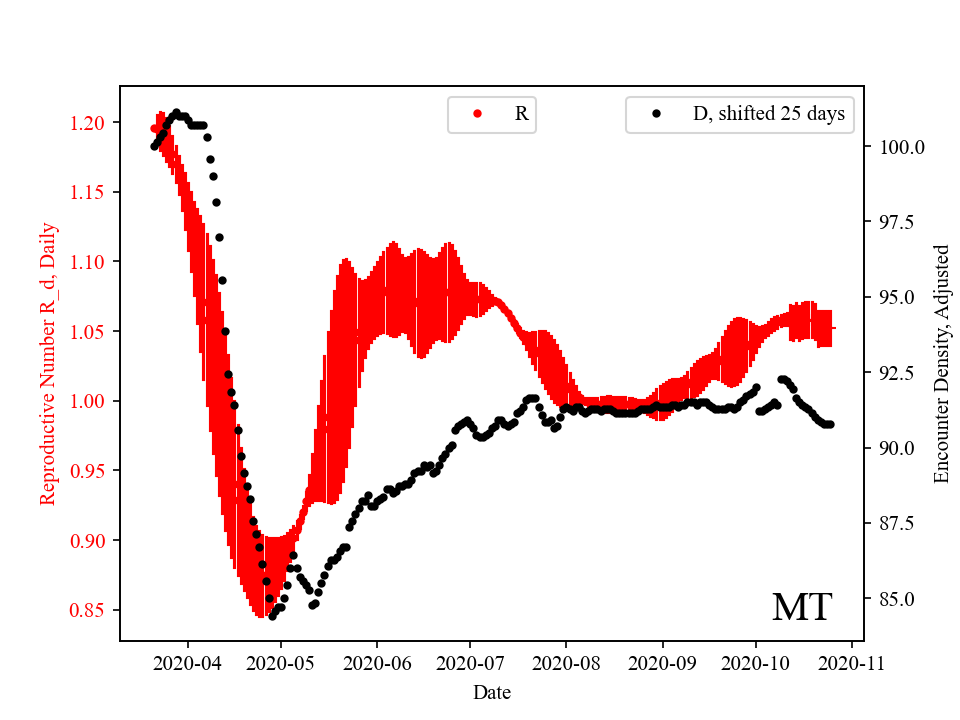 R
D, shifted 25 days
Reproductive Number R_d, Daily
1.20
1.15
1.10
1.05
1.00
0.95
0.90
0.85
100.0
97.5
95.0
92.5
90.0
87.5
85.0
Encounter Density, Adjusted
MT
2020-04 2020-05 2020-06 2020-07 2020-08 2020-09 2020-10 2020-11
Date